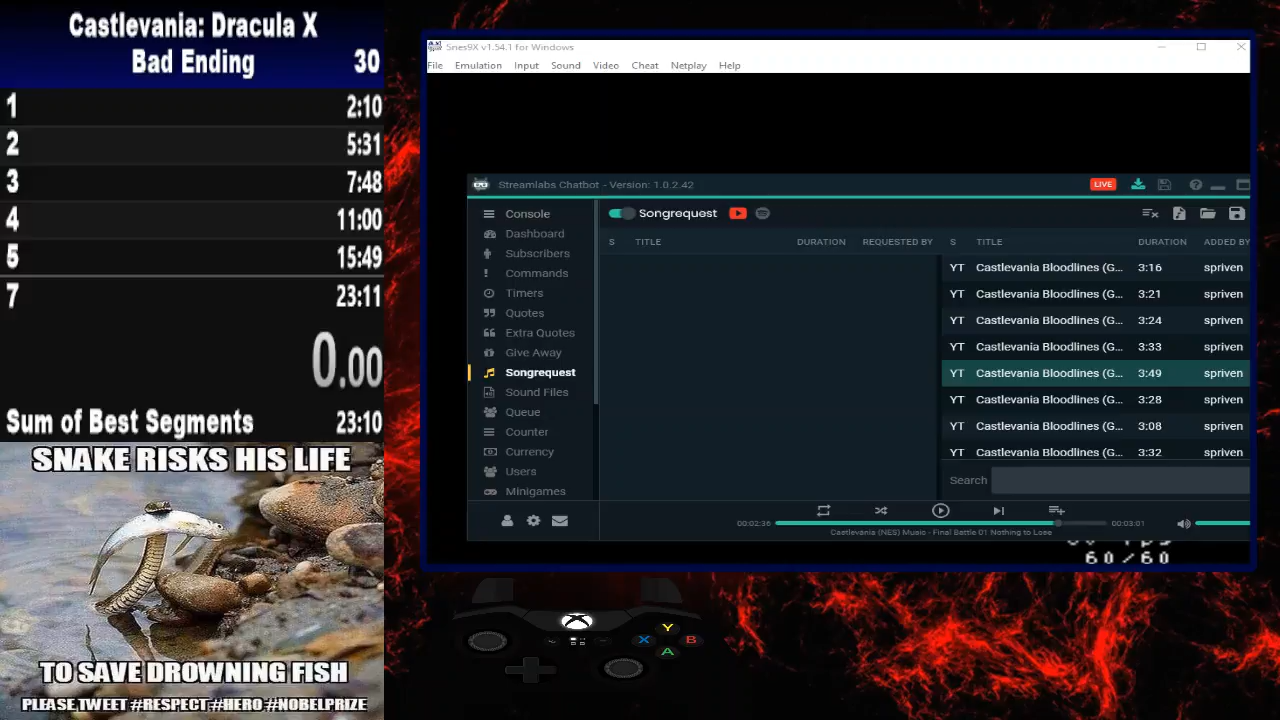 Castlevania: Dracula X
Bad Ending 30
1 2:10
2 5:31
3 7:48
4 11:00
5 15:49
7 23:11
0.00
Sum of Best Segments 23:10
SNAKE RISKS HIS LIFE
TO SAVE DROWNING FISH
PLEASE TWEET #RESPECT #HERO #NOBELPRIZE
Snes9X v1.54.1 for Windows
File Emulation Input Sound Video Cheat Netplay Help
Streamlabs Chatbot - Version: 1.0.2.42
LIVE
Console
Dashboard
Subscribers
Commands
Timers
Quotes
Extra Quotes
Give Away
Songrequest
Sound Files
Queue
Counter
Currency
Users
Minigames
Songrequest
S TITLE DURATION REQUESTED BY
S TITLE DURATION ADDED BY
YT Castlevania Bloodlines (G... 3:16 spriven
YT Castlevania Bloodlines (G... 3:21 spriven
YT Castlevania Bloodlines (G... 3:24 spriven
YT Castlevania Bloodlines (G... 3:33 spriven
YT Castlevania Bloodlines (G... 3:49 spriven
YT Castlevania Bloodlines (G... 3:28 spriven
YT Castlevania Bloodlines (G... 3:08 spriven
YT Castlevania Bloodlines (G... 3:32 spriven
Search
00:02:36 00:03:01
Castlevania (NES) Music - Final Battle 01 Nothing to Lose
60/60
Y
X B
A